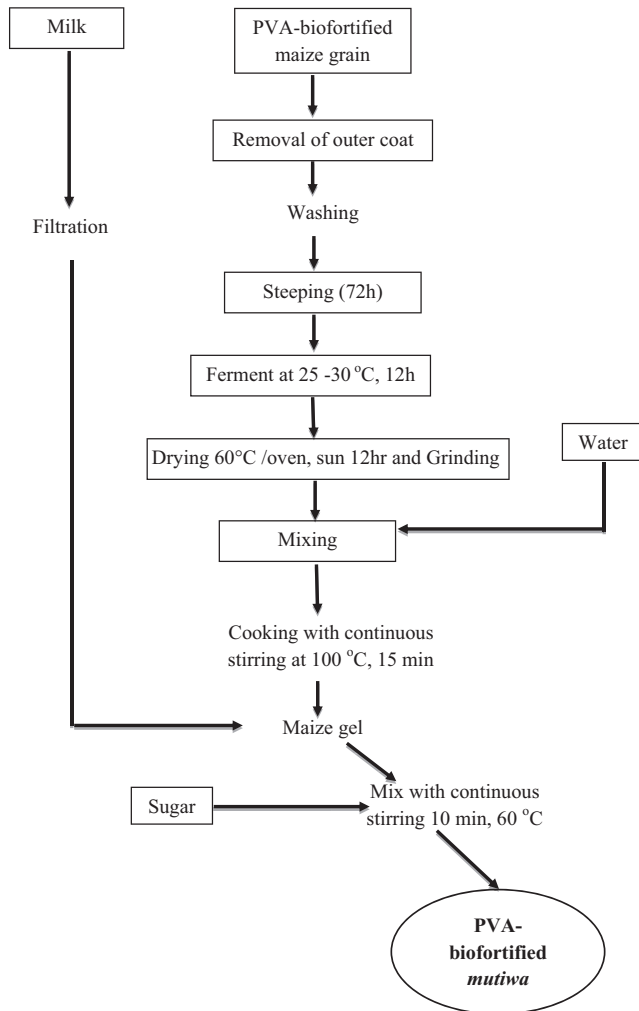 Milk
PVA-biofortified
maize grain
Removal of outer coat
Washing
Filtration
Steeping (72h)
Ferment at 25 -30 °C, 12h
Drying 60°C /oven, sun 12hr and Grinding
Water
Mixing
Cooking with continuous
stirring at 100 °C, 15 min
Maize gel
Sugar
Mix with continuous
stirring 10 min, 60 °C
PVA-
biofortified
mutiwa